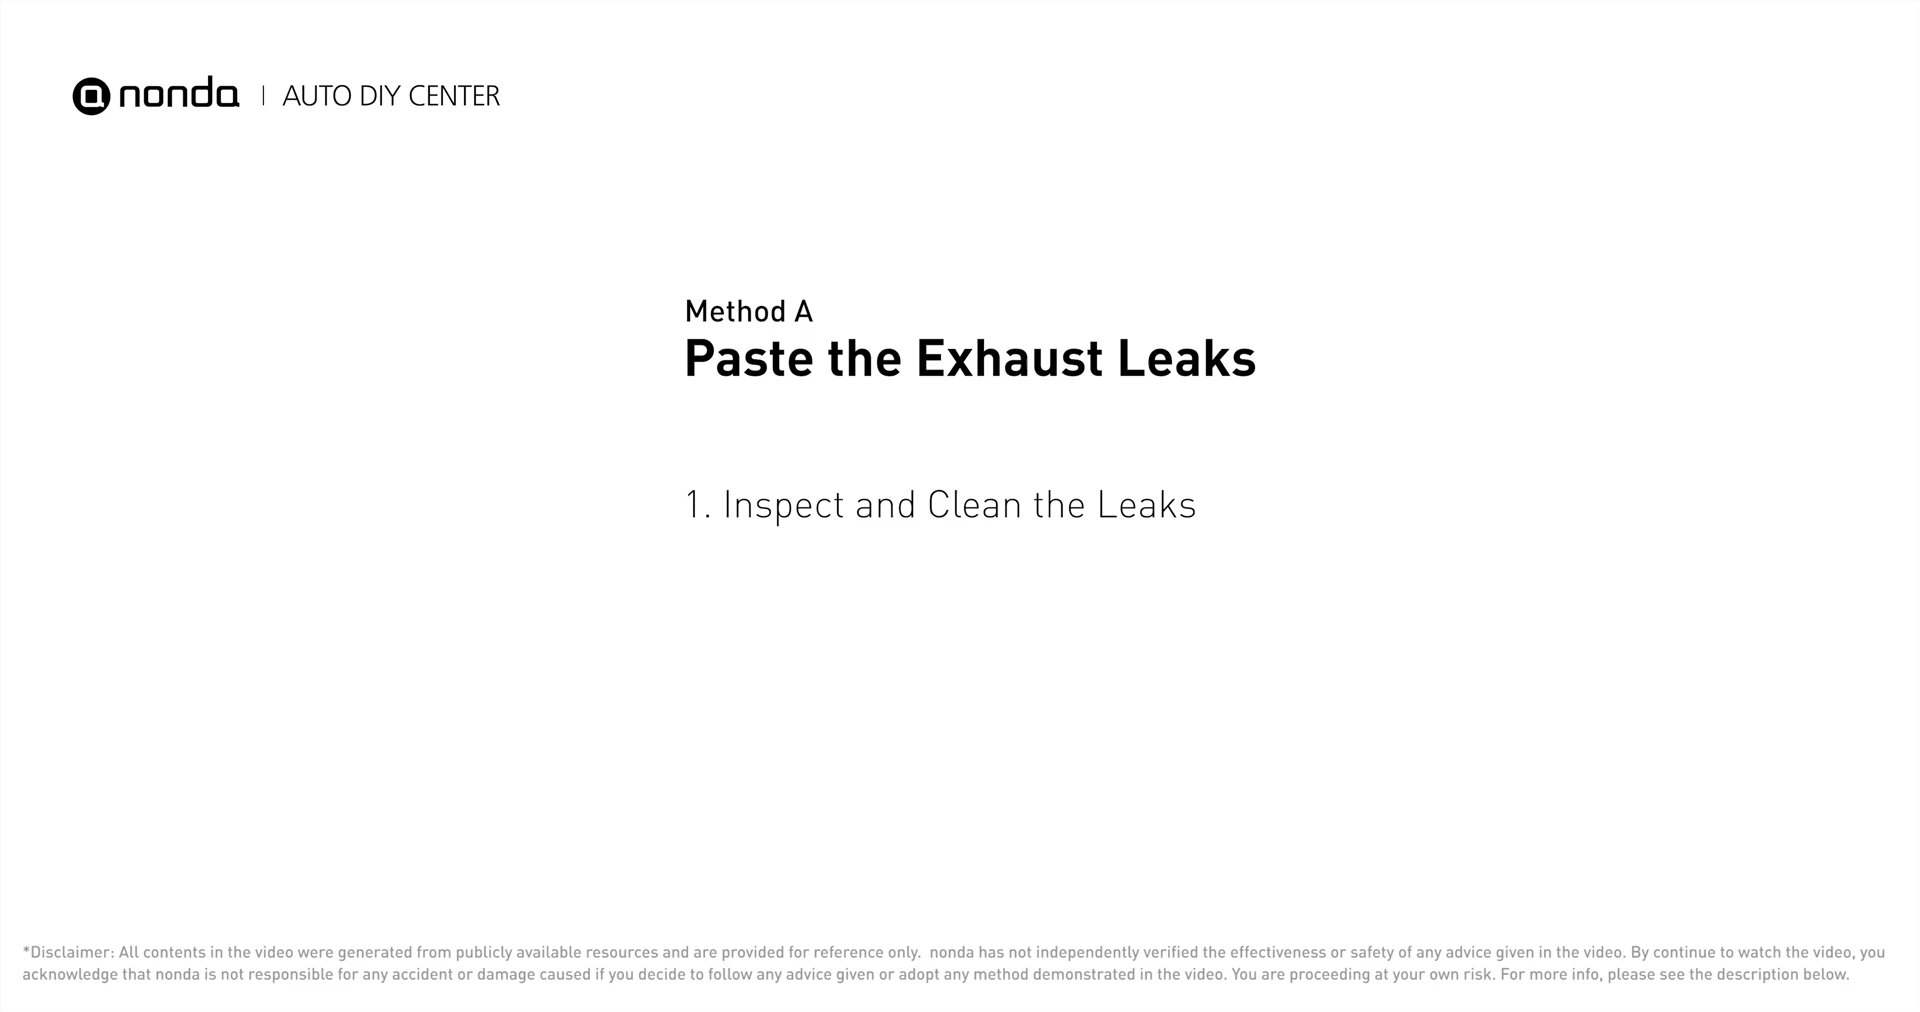 nonda | AUTO DIY CENTER
Method A
Paste the Exhaust Leaks
1. Inspect and Clean the Leaks
*Disclaimer: All contents in the video were generated from publicly available resources and are provided for reference only.  nonda has not independently verified the effectiveness or safety of any advice given in the video. By continue to watch the video, you
acknowledge that nonda is not responsible for any accident or damage caused if you decide to follow any advice given or adopt any method demonstrated in the video. You are proceeding at your own risk. For more info, please see the description below.